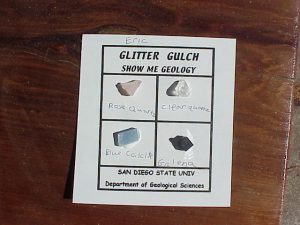 Eric
GLITTER GULCH
SHOW ME GEOLOGY
Rose Quartz
Clear quartz
Blue Calcite
Galena
SAN DIEGO STATE UNIV
Department of Geological Sciences